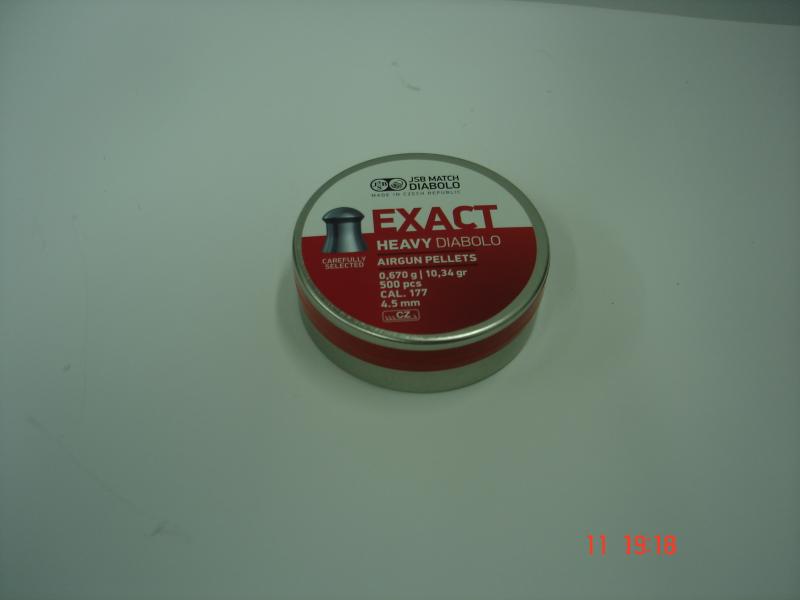 JSB MATCH
DIABOLO
MADE IN CZECH REPUBLIC
EXACT
HEAVY DIABOLO
CAREFULLY
SELECTED
AIRGUN PELLETS
0,670 g | 10,34 gr
500 pcs
CAL. 177
4.5 mm
CZ
11 19:18